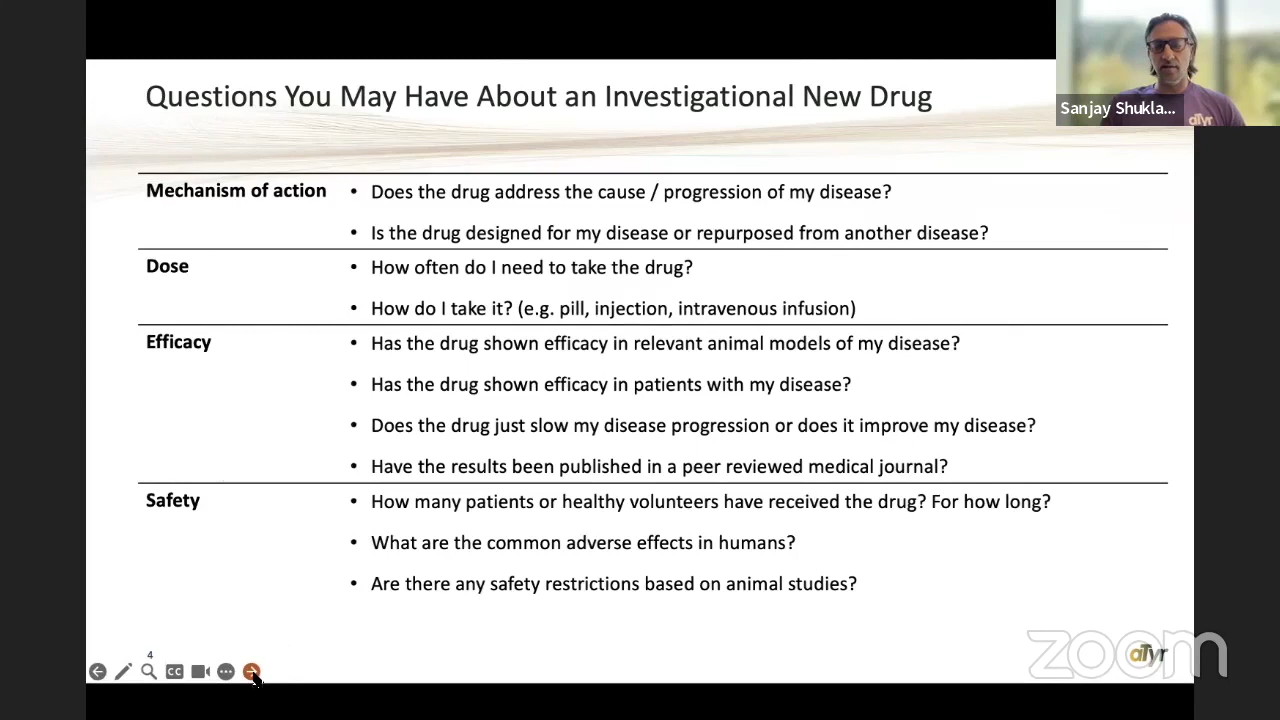 Questions You May Have About an Investigational New Drug
Sanjay Shukla...
aTyr
Mechanism of action
• Does the drug address the cause / progression of my disease?
• Is the drug designed for my disease or repurposed from another disease?
Dose
• How often do I need to take the drug?
• How do I take it? (e.g. pill, injection, intravenous infusion)
Efficacy
• Has the drug shown efficacy in relevant animal models of my disease?
• Has the drug shown efficacy in patients with my disease?
• Does the drug just slow my disease progression or does it improve my disease?
• Have the results been published in a peer reviewed medical journal?
Safety
• How many patients or healthy volunteers have received the drug? For how long?
• What are the common adverse effects in humans?
• Are there any safety restrictions based on animal studies?
4
CC
aTyr
zoom